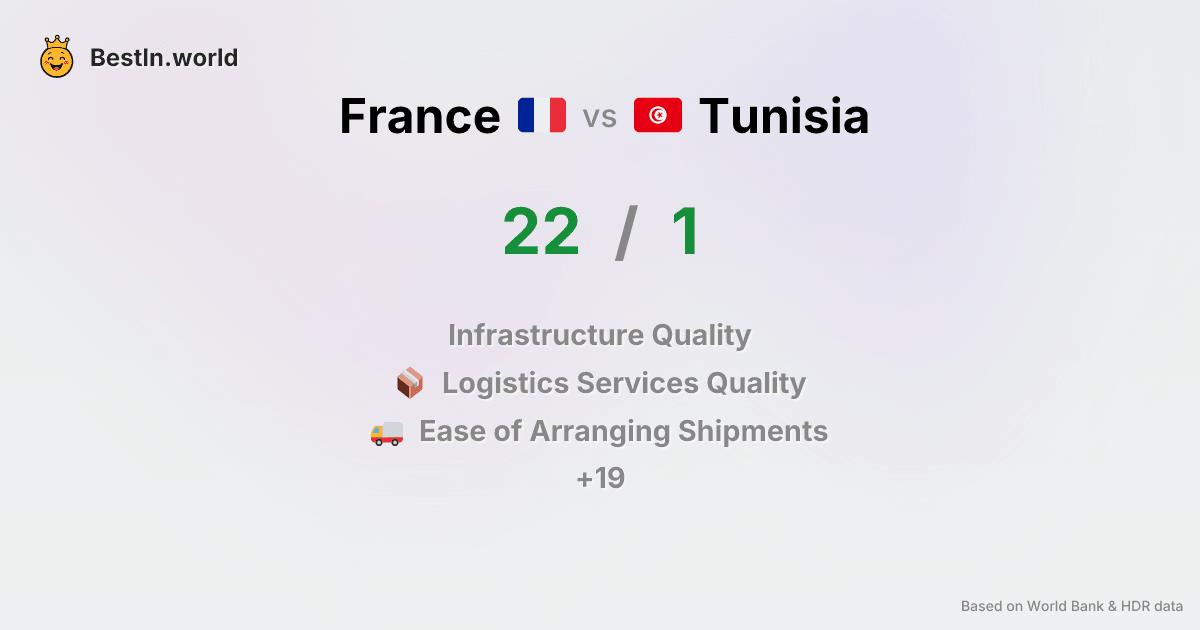 BestIn.world
France vs Tunisia
22 / 1
Infrastructure Quality
Logistics Services Quality
Ease of Arranging Shipments
+19
Based on World Bank & HDR data